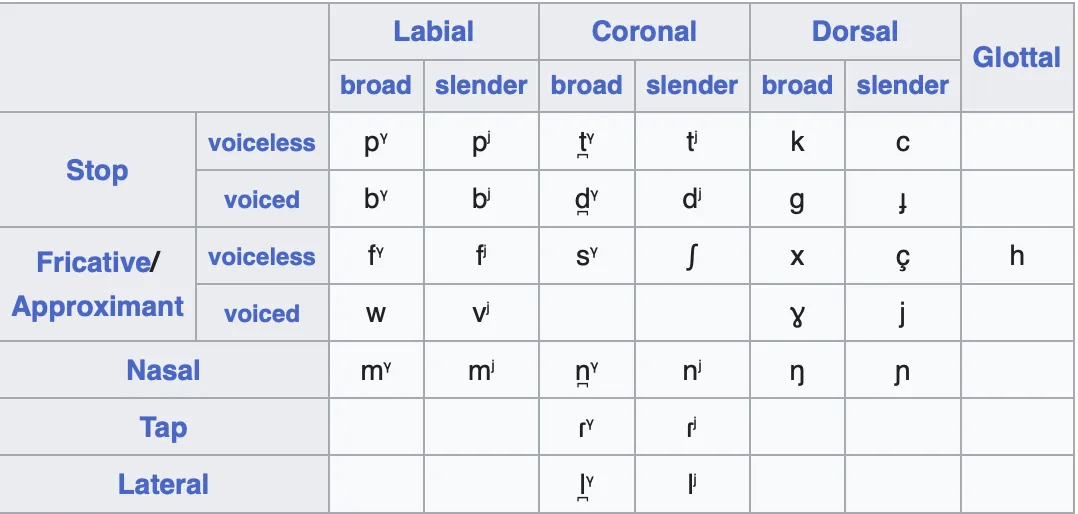 Labial Coronal Dorsal Glottal
broad slender broad slender broad slender
Stop voiceless pˠ pʲ t̪ˠ tʲ k c
voiced bˠ bʲ d̪ˠ dʲ g ɟ
Fricative/ Approximant voiceless fˠ fʲ sˠ ʃ x ç h
voiced w vʲ ɣ j
Nasal mˠ mʲ n̪ˠ nʲ ŋ ɲ
Tap ɾˠ ɾʲ
Lateral l̪ˠ lʲ